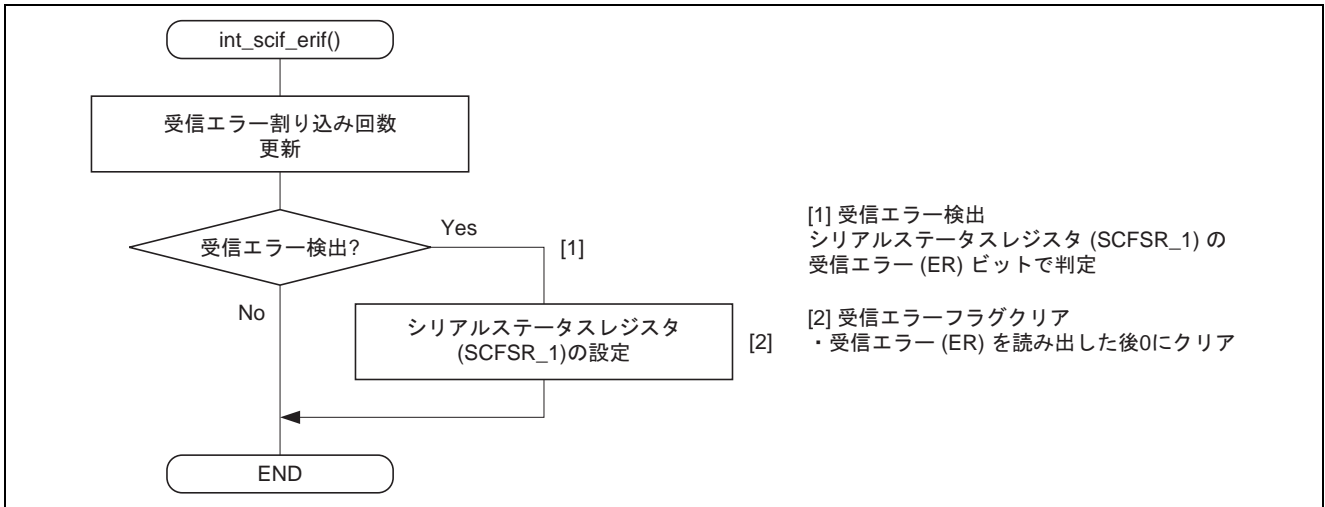 int_scif_erif()
受信エラー割り込み回数
更新
受信エラー検出?
Yes
[1]
No
シリアルステータスレジスタ
(SCFSR_1)の設定
[2]
END
[1] 受信エラー検出
シリアルステータスレジスタ (SCFSR_1) の
受信エラー (ER) ビットで判定
[2] 受信エラーフラグクリア
・受信エラー (ER) を読み出した後0にクリア